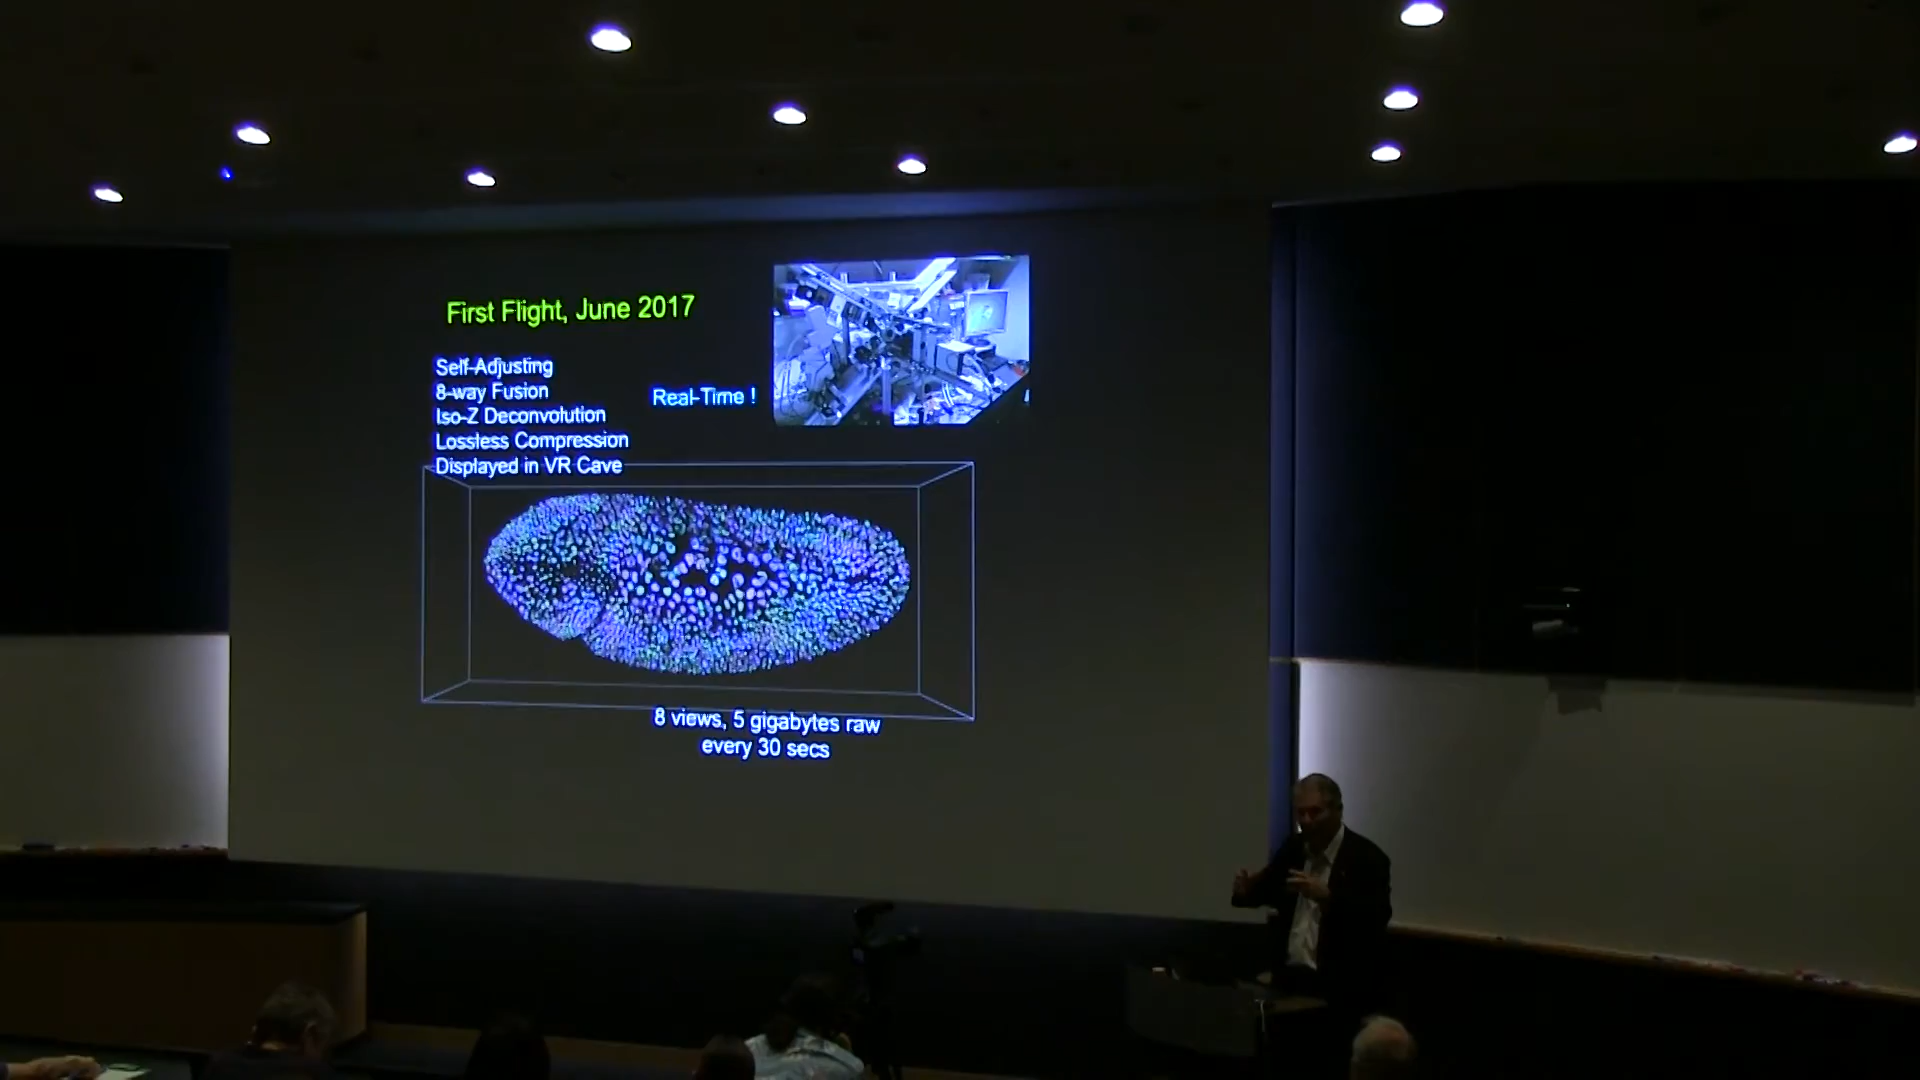 First Flight, June 2017
Self-Adjusting
8-way Fusion
Iso-Z Deconvolution
Lossless Compression
Displayed in VR Cave
Real-Time !
8 views, 5 gigabytes raw
every 30 secs